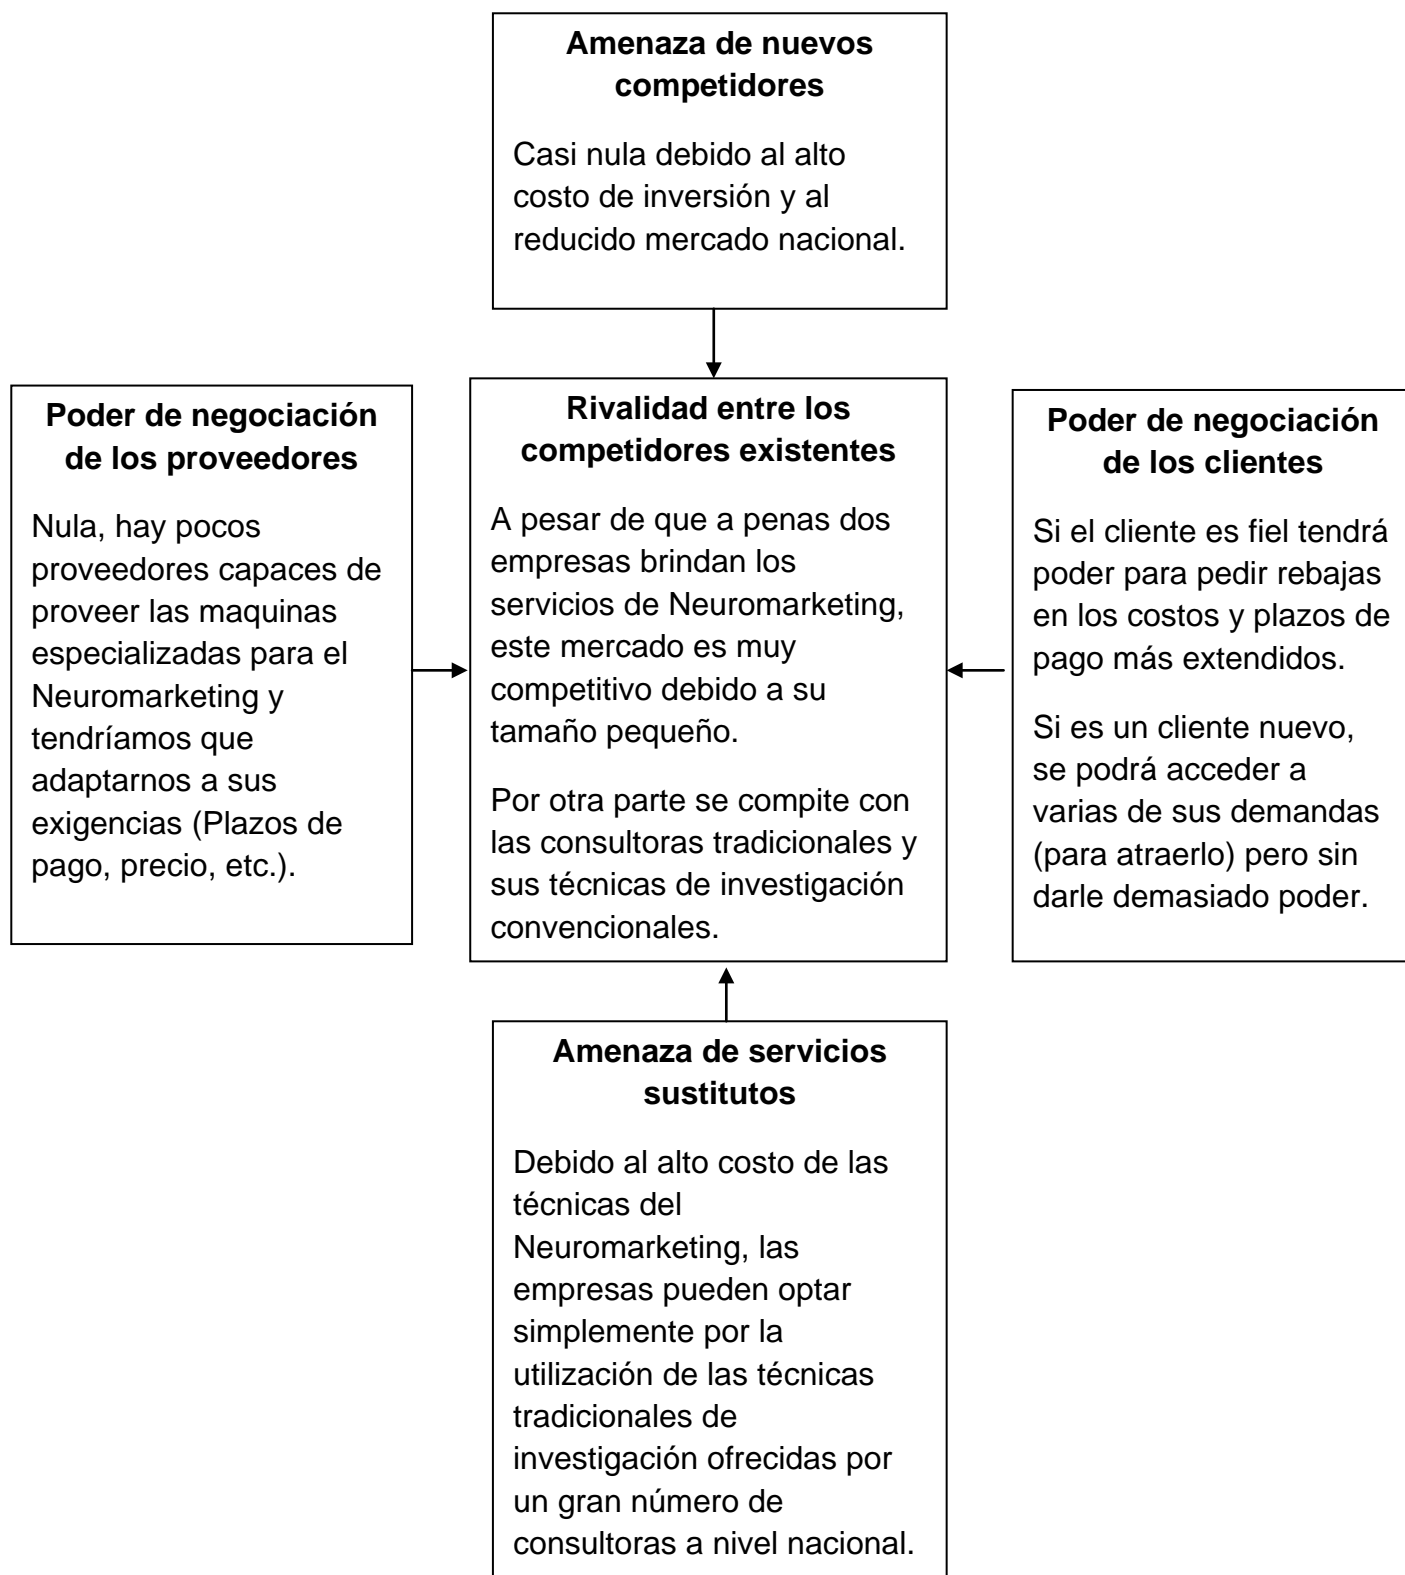 Amenaza de nuevos
competidores
Casi nula debido al alto
costo de inversión y al
reducido mercado nacional.
Poder de negociación
de los proveedores
Nula, hay pocos
proveedores capaces de
proveer las maquinas
especializadas para el
Neuromarketing y
tendríamos que
adaptarnos a sus
exigencias (Plazos de
pago, precio, etc.).
Rivalidad entre los
competidores existentes
A pesar de que a penas dos
empresas brindan los
servicios de Neuromarketing,
este mercado es muy
competitivo debido a su
tamaño pequeño.
Por otra parte se compite con
las consultoras tradicionales y
sus técnicas de investigación
convencionales.
Poder de negociación
de los clientes
Si el cliente es fiel tendrá
poder para pedir rebajas
en los costos y plazos de
pago más extendidos.
Si es un cliente nuevo,
se podrá acceder a
varias de sus demandas
(para atraerlo) pero sin
darle demasiado poder.
Amenaza de servicios
sustitutos
Debido al alto costo de las
técnicas del
Neuromarketing, las
empresas pueden optar
simplemente por la
utilización de las técnicas
tradicionales de
investigación ofrecidas por
un gran número de
consultoras a nivel nacional.